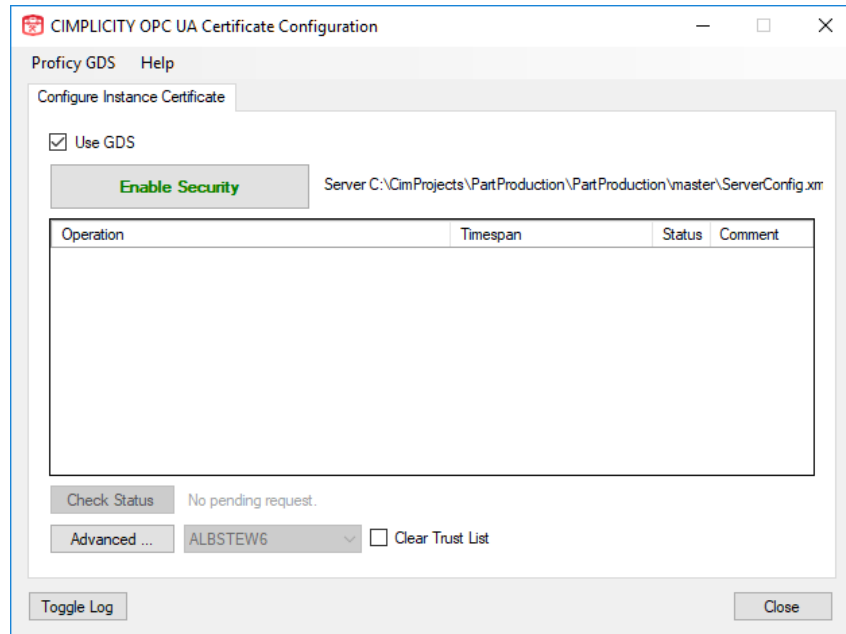 CIMPLICITY OPC UA Certificate Configuration
Proficy GDS Help
Configure Instance Certificate
Use GDS
Enable Security Server C:\CimProjects\PartProduction\PartProduction\master\ServerConfig.xm
Operation Timespan Status Comment
Check Status No pending request.
Advanced ... ALBSTEW6 Clear Trust List
Toggle Log Close